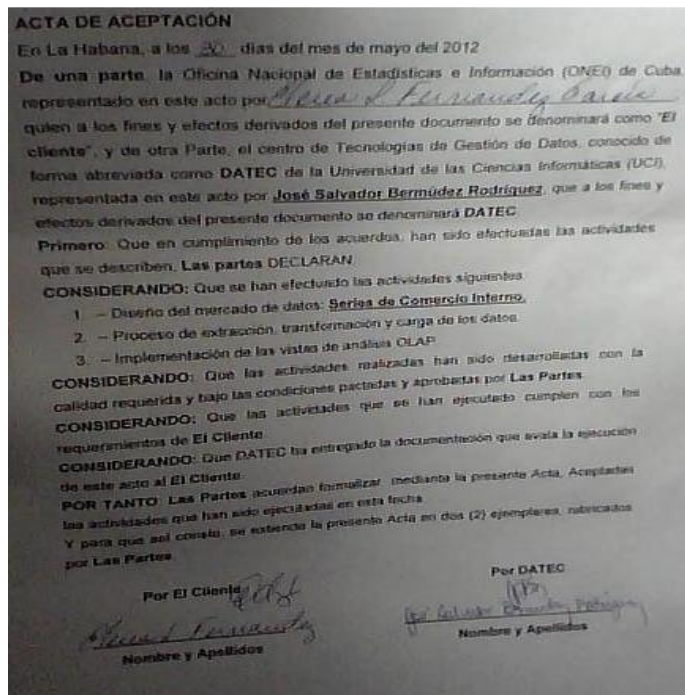 ACTA DE ACEPTACIÓN
En La Habana, a los 30 días del mes de mayo del 2012
De una parte, la Oficina Nacional de Estadísticas e Información (ONEI) de Cuba,
representado en este acto por Fernandez García
quien a los fines y efectos derivados del presente documento se denominará como "El
cliente", y de otra Parte, el centro de Tecnologías de Gestión de Datos, conocido de
forma abreviada como DATEC de la Universidad de las Ciencias Informáticas (UCI),
representada en este acto por José Salvador Bermúdez Rodríguez, que a los fines y
efectos derivados del presente documento se denominará DATEC
Primero: Que en cumplimiento de los acuerdos, han sido efectuadas las actividades
que se describen, Las partes DECLARAN
CONSIDERANDO: Que se han efectuado las actividades siguientes
1. – Diseño del mercado de datos: Series de Comercio Interno.
2. – Proceso de extracción, transformación y carga de los datos.
3. – Implementación de las vistas de análisis OLAP
CONSIDERANDO: Que las actividades realizadas han sido desarrolladas con la
calidad requerida y bajo las condiciones pactadas y aprobadas por Las Partes
CONSIDERANDO: Que las actividades que se han ejecutado cumplen con los
requerimientos de El Cliente
CONSIDERANDO: Que DATEC ha entregado la documentación que avala la ejecución
de este acto al El Cliente.
POR TANTO: Las Partes acuerdan formalizar, mediante la presente Acta, Aceptadas
las actividades que han sido ejecutadas en esta fecha
Y para que así conste, se extiende la presente Acta en dos (2) ejemplares, rubricados
por Las Partes.
Por El Cliente
Por DATEC
Fernandez
José Salvador Bermúdez Rodríguez
Nombre y Apellidos
Nombre y Apellidos